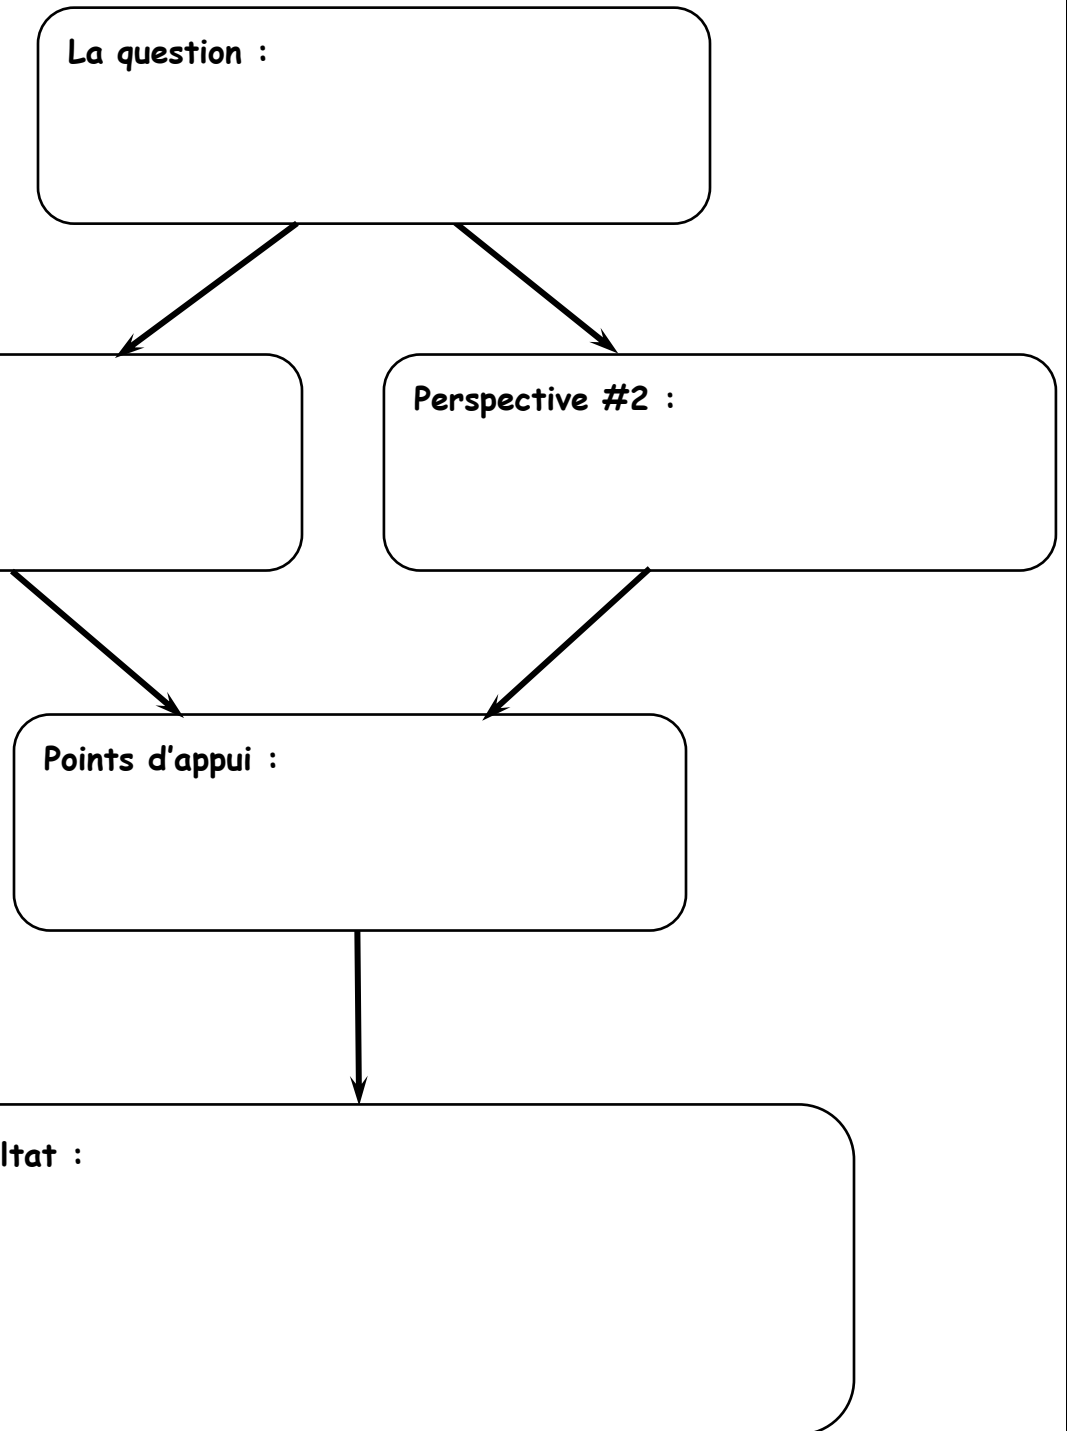 La question :
Perspective #2 :
Points d'appui :
ltat :